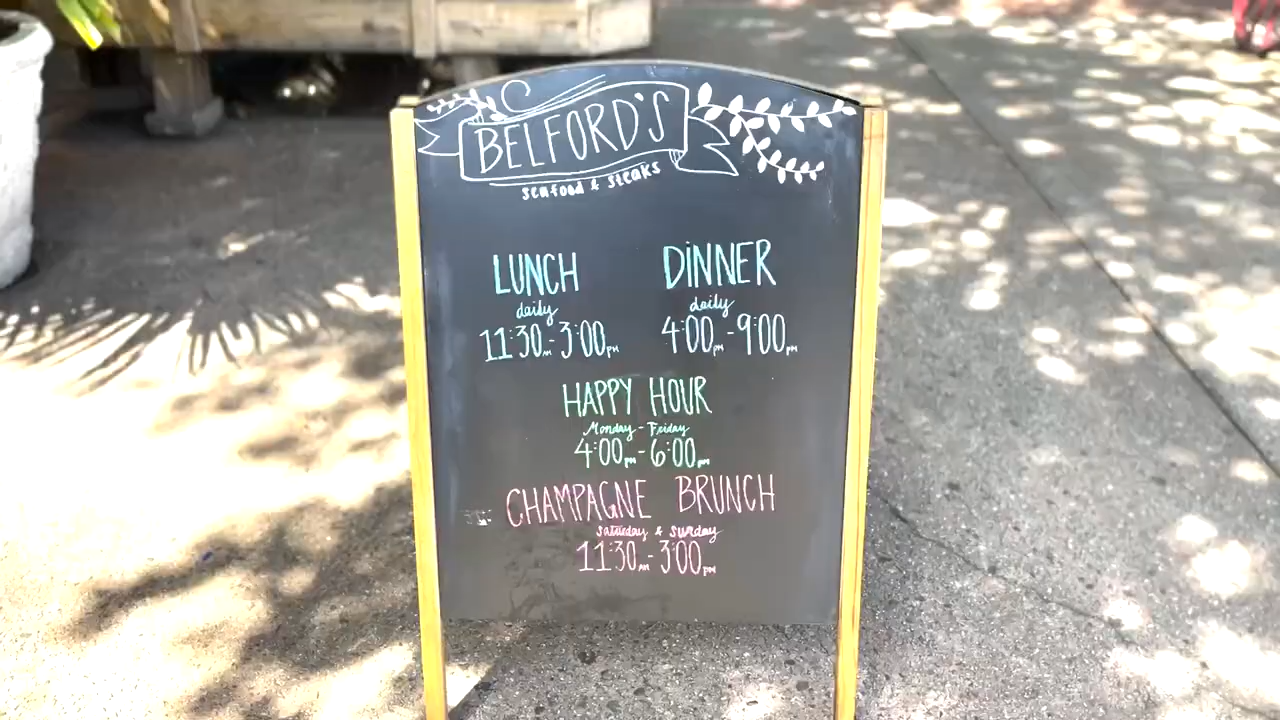 BELFORD'S
seafood & steaks
LUNCH
daily
11:30am-3:00pm
DINNER
daily
4:00pm-9:00pm
HAPPY HOUR
Monday-Friday
4:00pm-6:00pm
CHAMPAGNE BRUNCH
saturday & sunday
11:30am-3:00pm